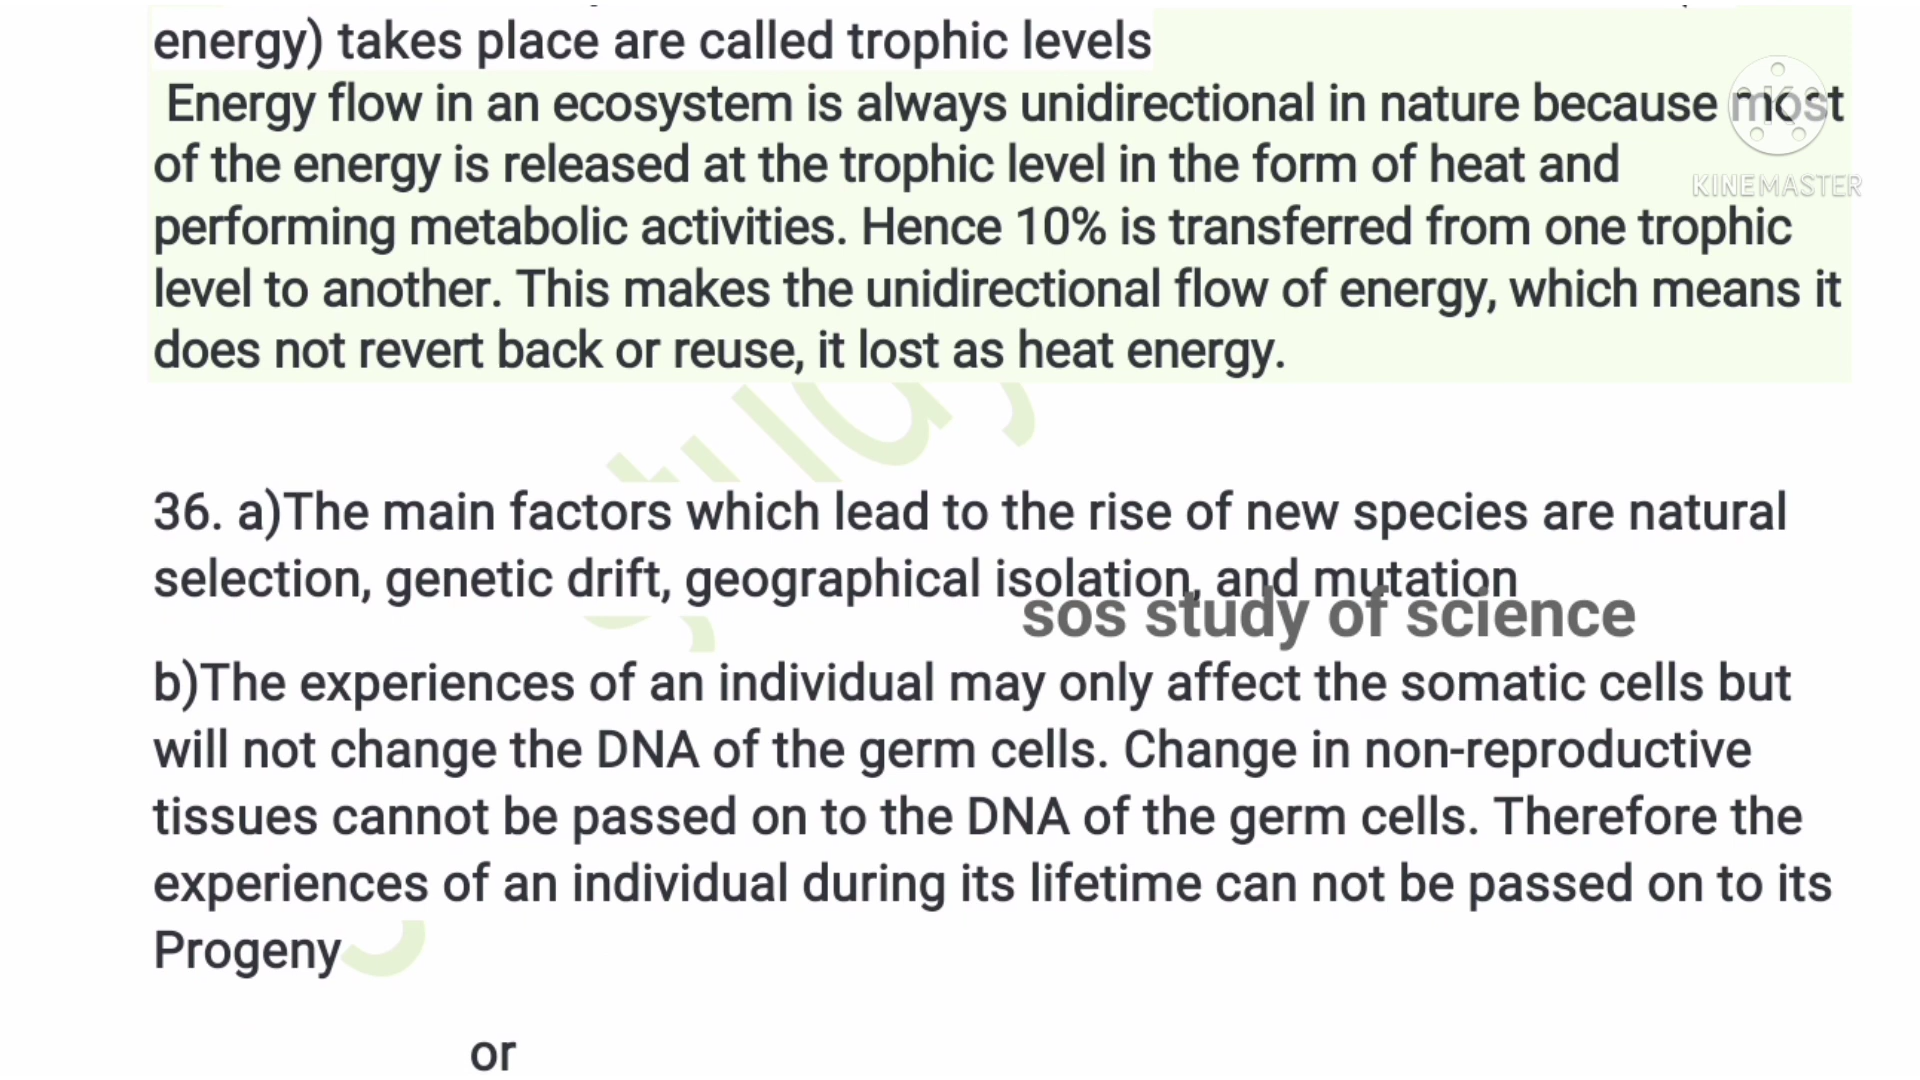 energy) takes place are called trophic levels
Energy flow in an ecosystem is always unidirectional in nature because most
of the energy is released at the trophic level in the form of heat and
KINEMASTER
performing metabolic activities. Hence 10% is transferred from one trophic
level to another. This makes the unidirectional flow of energy, which means it
does not revert back or reuse, it lost as heat energy.
36. a)The main factors which lead to the rise of new species are natural
selection, genetic drift, geographical isolation, and mutation
sos study of science
b)The experiences of an individual may only affect the somatic cells but
will not change the DNA of the germ cells. Change in non-reproductive
tissues cannot be passed on to the DNA of the germ cells. Therefore the
experiences of an individual during its lifetime can not be passed on to its
Progeny
or